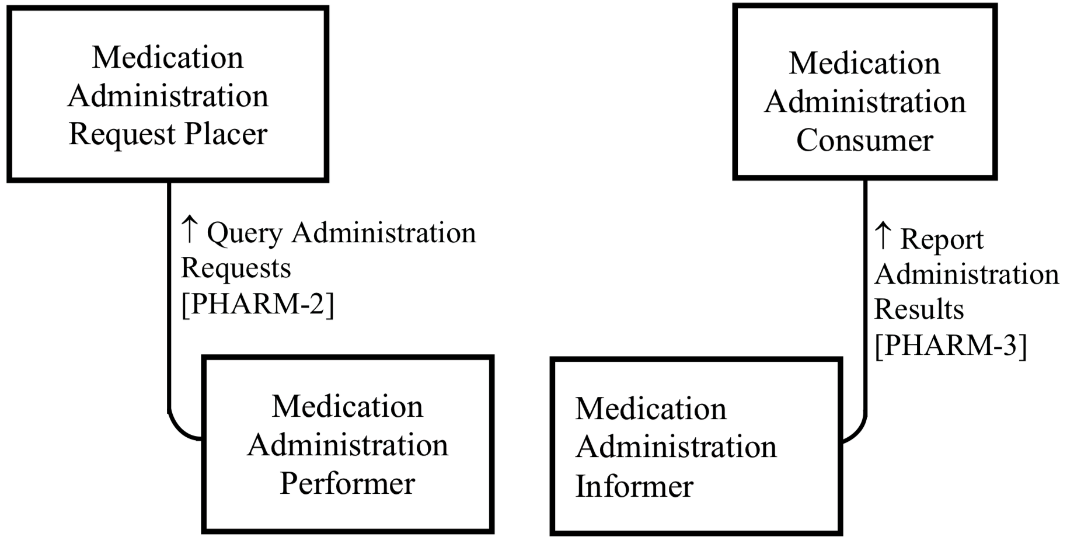 Medication
Administration
Request Placer
Medication
Administration
Consumer
↑ Query Administration
Requests
[PHARM-2]
↑ Report
Administration
Results
[PHARM-3]
Medication
Administration
Performer
Medication
Administration
Informer